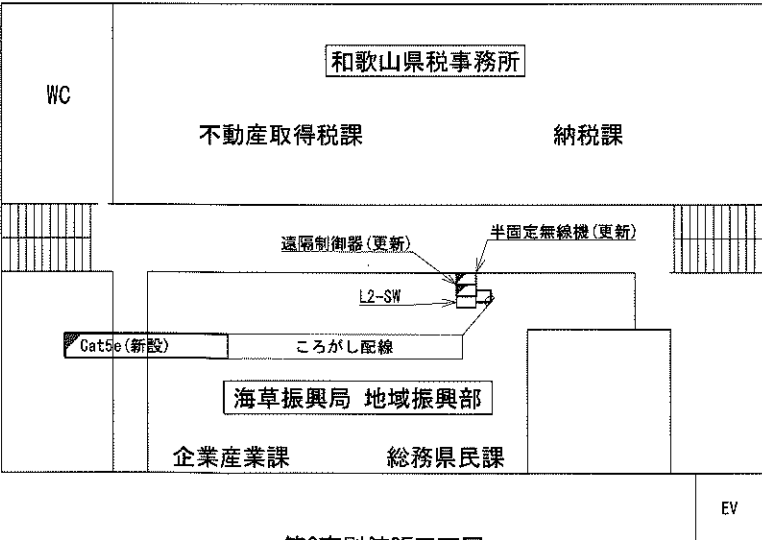 和歌山県税事務所
WC
不動産取得税課 納税課
遠隔制御器(更新) 半固定無線機(更新)
L2-SW
Cat5e(新設) ころがし配線
海草振興局 地域振興部
企業産業課 総務県民課
EV